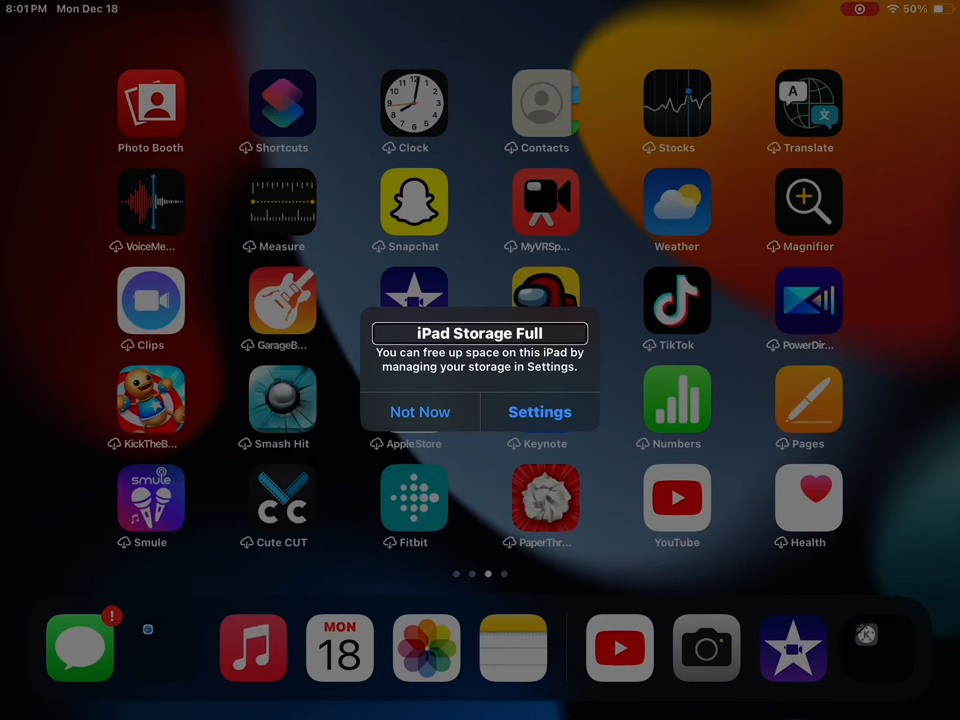 8:01 PM Mon Dec 18 50%
Photo Booth Shortcuts Clock Contacts Stocks Translate
VoiceMe... Measure Snapchat MyVRSp... Weather Magnifier
Clips GarageB... TikTok PowerDir...
iPad Storage Full
You can free up space on this iPad by
managing your storage in Settings.
Not Now Settings
KickTheB... Smash Hit Apple Store Keynote Numbers Pages
Smule Cute CUT Fitbit PaperThr... YouTube Health
MON
18